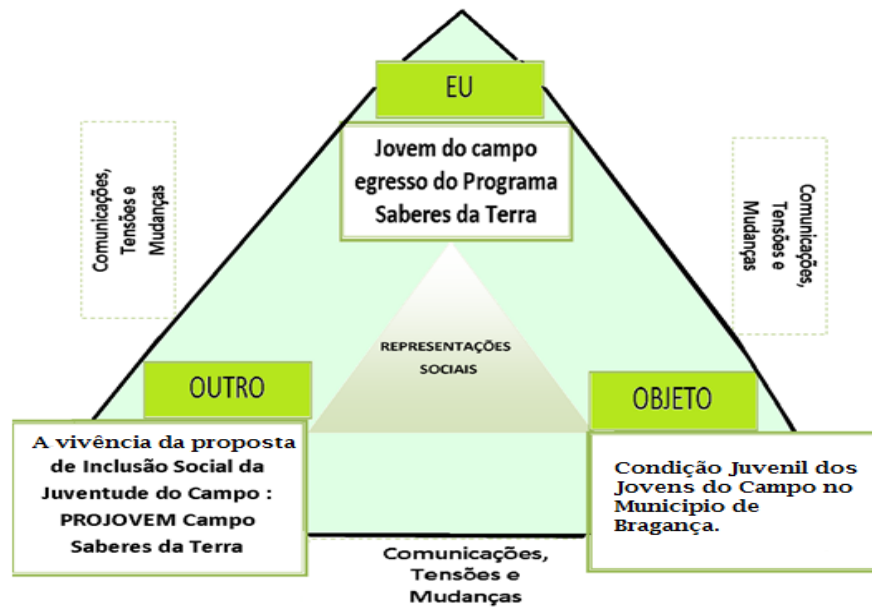 EU
Jovem do campo
egresso do Programa
Saberes da Terra
Comunicações,
Tensões e
Mudanças
Comunicações,
Tensões e
Mudanças
REPRESENTAÇÕES
SOCIAIS
OUTRO
A vivência da proposta
de Inclusão Social da
Juventude do Campo :
PROJOVEM Campo
Saberes da Terra
OBJETO
Condição Juvenil dos
Jovens do Campo no
Municipio de
Bragança.
Comunicações,
Tensões e
Mudanças